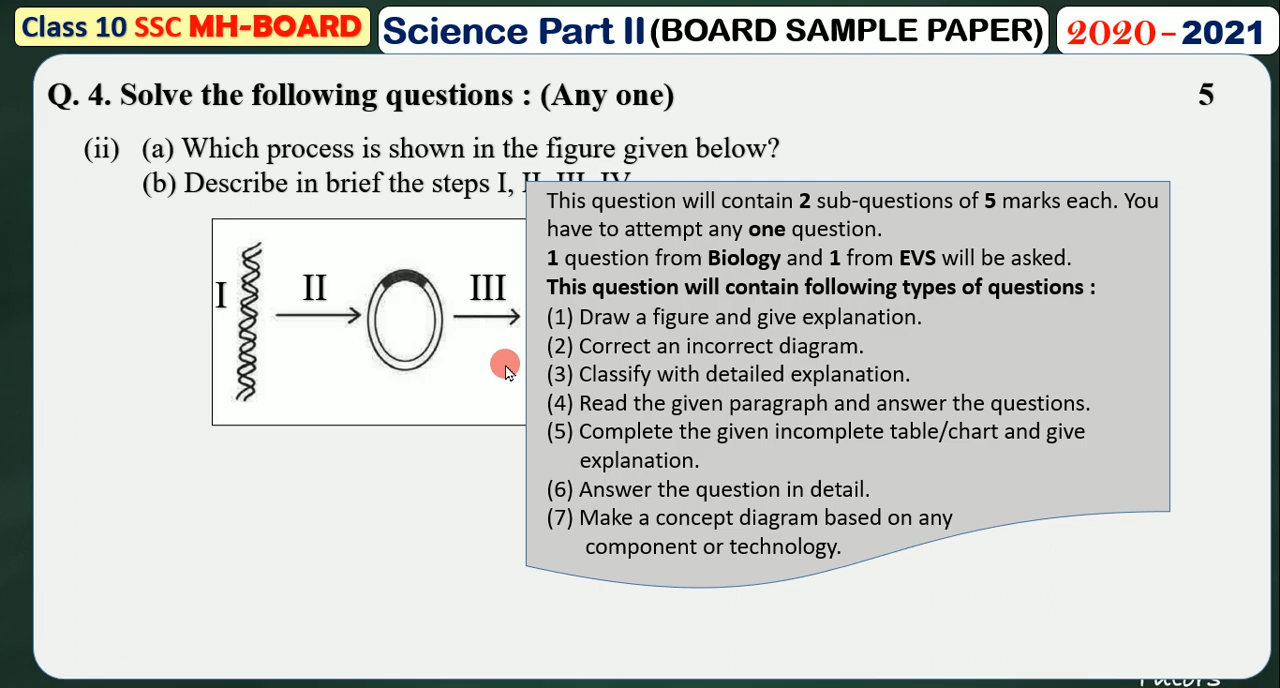 Class 10 SSC MH-BOARD Science Part II (BOARD SAMPLE PAPER) 2020-2021
Q. 4. Solve the following questions : (Any one) 5
(ii) (a) Which process is shown in the figure given below?
(b) Describe in brief the steps I, II, III, IV
I II III
This question will contain 2 sub-questions of 5 marks each. You
have to attempt any one question.
1 question from Biology and 1 from EVS will be asked.
This question will contain following types of questions :
(1) Draw a figure and give explanation.
(2) Correct an incorrect diagram.
(3) Classify with detailed explanation.
(4) Read the given paragraph and answer the questions.
(5) Complete the given incomplete table/chart and give
explanation.
(6) Answer the question in detail.
(7) Make a concept diagram based on any
component or technology.